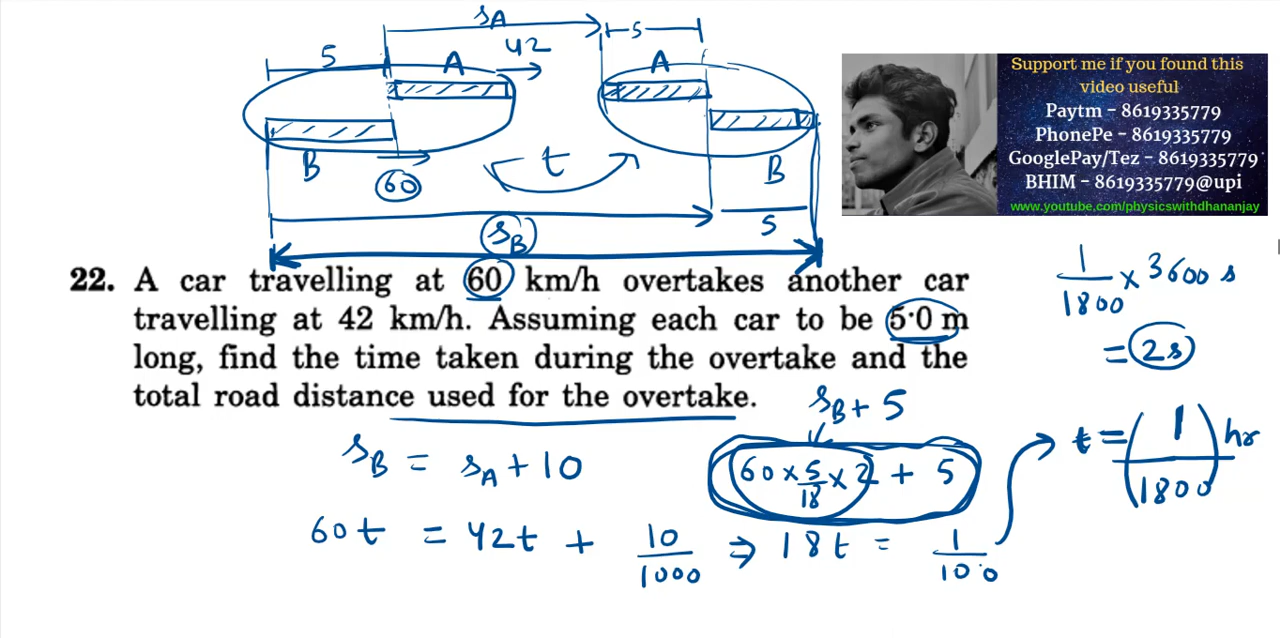 s_A
5
42
5
A
A
B
60
t
B
s_B
5
Support me if you found this
video useful
Paytm - 8619335779
PhonePe - 8619335779
GooglePay/Tez - 8619335779
BHIM - 8619335779@upi
www.youtube.com/physicswithdhananjay
22. A car travelling at 60 km/h overtakes another car
travelling at 42 km/h. Assuming each car to be 5·0 m
long, find the time taken during the overtake and the
total road distance used for the overtake.
1/1800 × 3600 s
= 2s
s_B + 5
s_B = s_A + 10
60 × 5/18 × 2 + 5
t = (1/1800) hr
60t = 42t + 10/1000 ⇒ 18t = 1/100